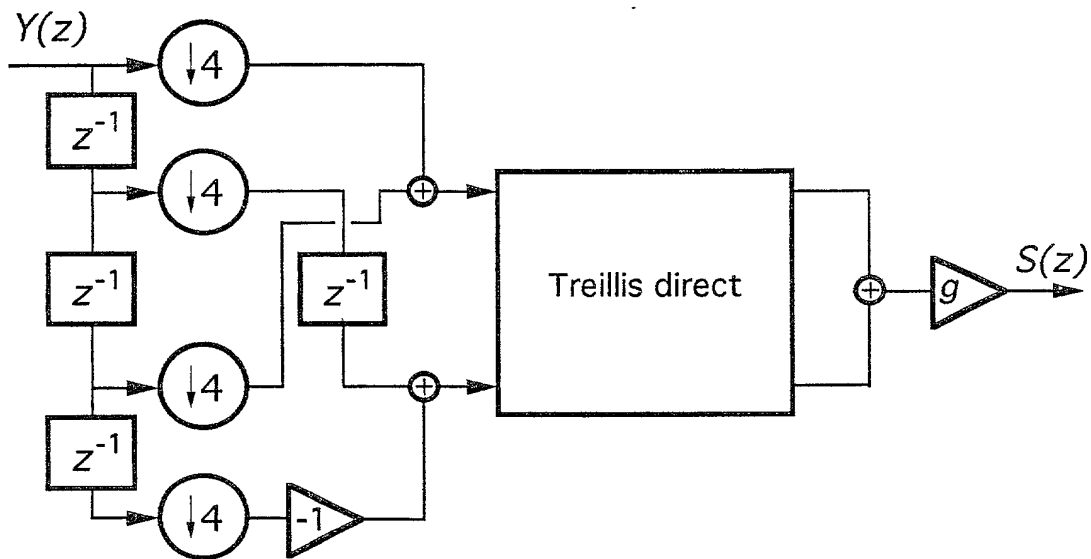 Y(z)
↓4
z⁻¹
↓4
z⁻¹
z⁻¹
Treillis direct
g
S(z)
↓4
z⁻¹
↓4
-1